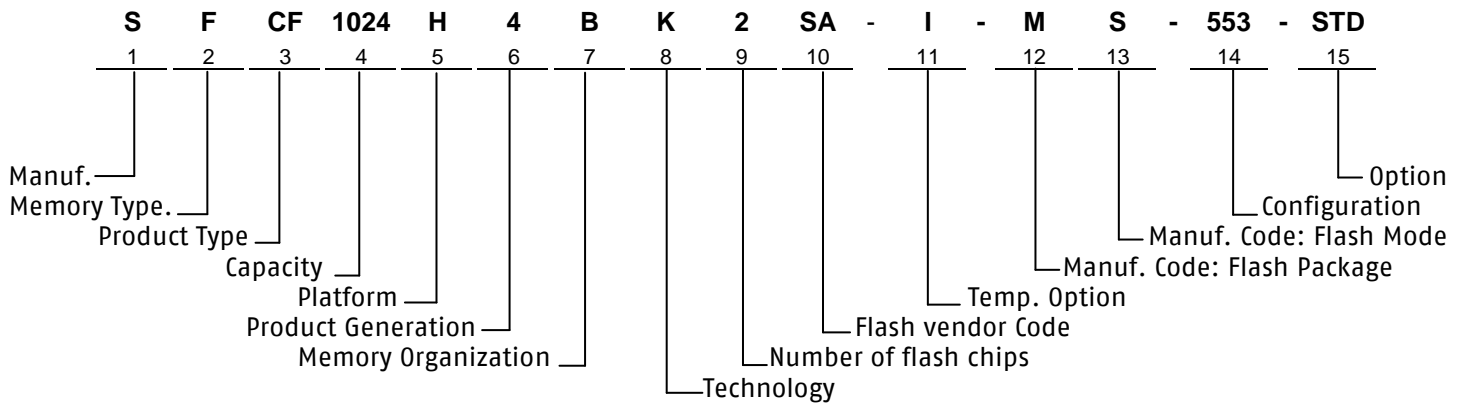 S F CF 1024 H 4 B K 2 SA - I - M S - 553 - STD
1 2 3 4 5 6 7 8 9 10 11 12 13 14 15
Manuf. Option
Memory Type. Configuration
Product Type Manuf. Code: Flash Mode
Capacity Manuf. Code: Flash Package
Platform Temp. Option
Product Generation Flash vendor Code
Memory Organization Number of flash chips
Technology